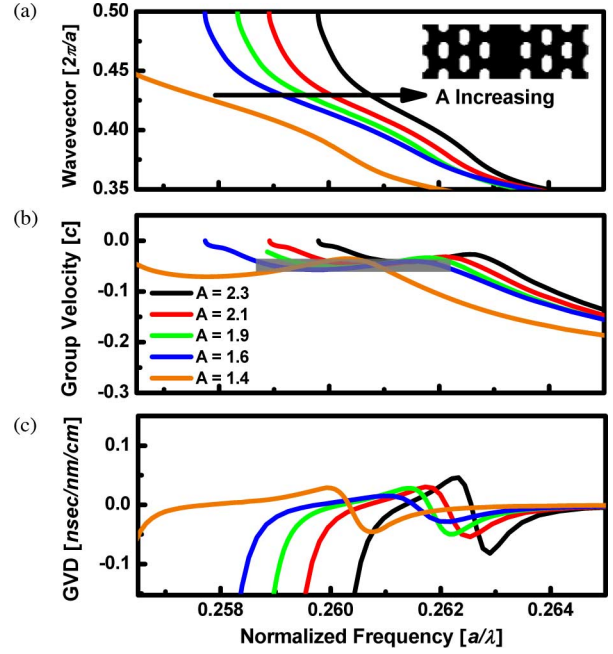 (a)
0.50
0.45
0.40
0.35
Wavevector [2π/a]
A Increasing
(b)
0.0
-0.1
-0.2
-0.3
Group Velocity [c]
A = 2.3
A = 2.1
A = 1.9
A = 1.6
A = 1.4
(c)
0.1
0.0
-0.1
GVD [nsec/nm/cm]
0.258 0.260 0.262 0.264
Normalized Frequency [a/λ]